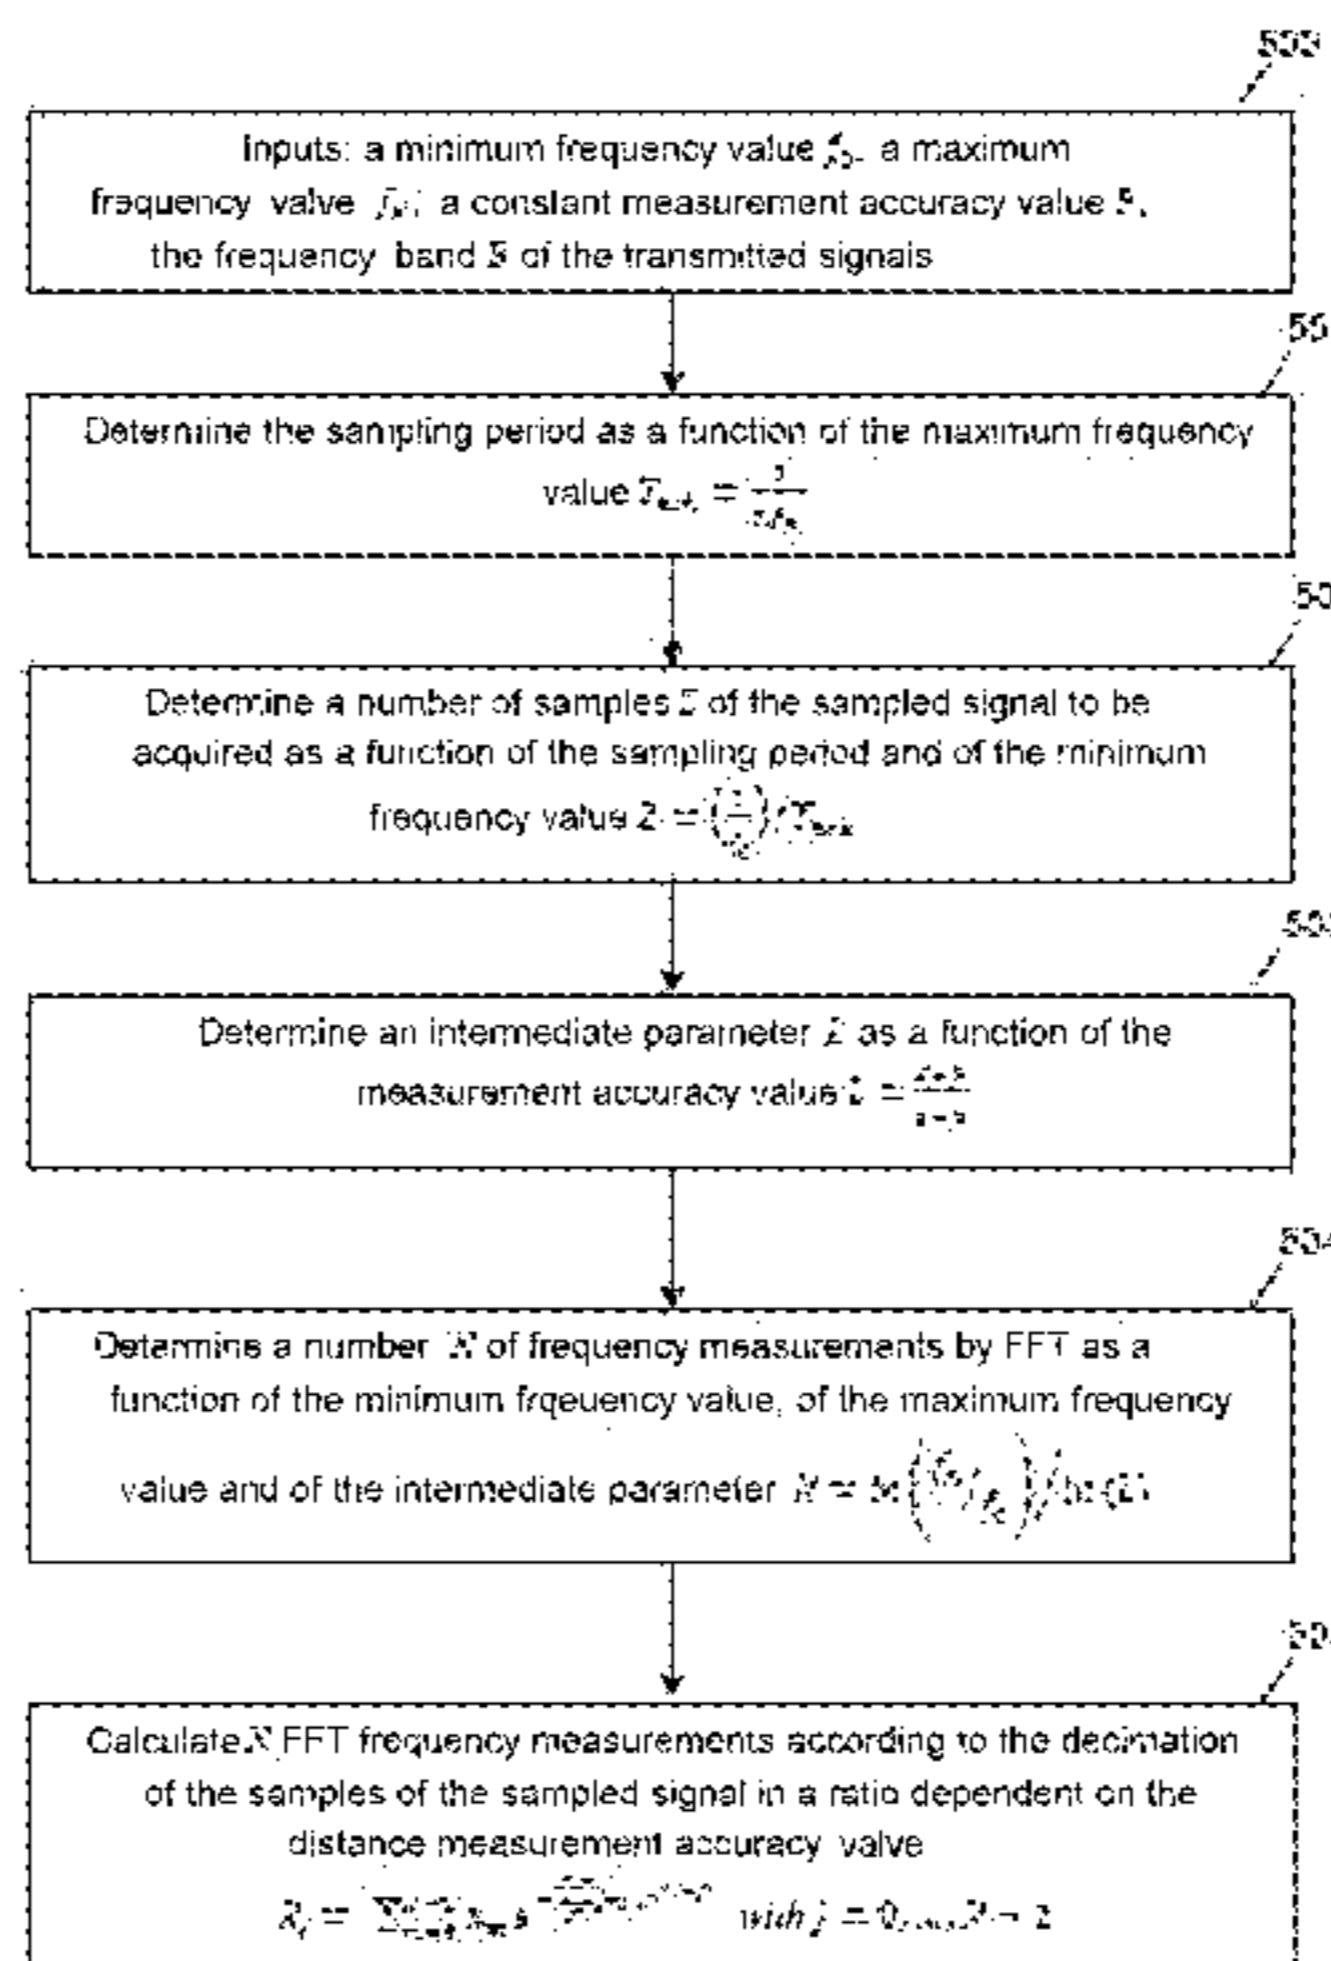 Inputs: a minimum frequency value a maximum
frequency valve a constant measurement accuracy value
the frequency band B of the transmitted signals
Determine the sampling period as a function of the maximum frequency
value =
Determine a number of samples Z of the sampled signal to be
acquired as a function of the sampling period and of the minimum
frequency value Z =
Determine an intermediate parameter L as a function of the
measurement accuracy value L =
504
Determine a number N of frequency measurements by FFT as a
function of the minimum frqeuency value, of the maximum frequency
value and of the intermediate parameter N =
Calculate N FFT frequency measurements according to the decimation
of the samples of the sampled signal in a ratio dependent on the
distance measurement accuracy valve
with j = 0,